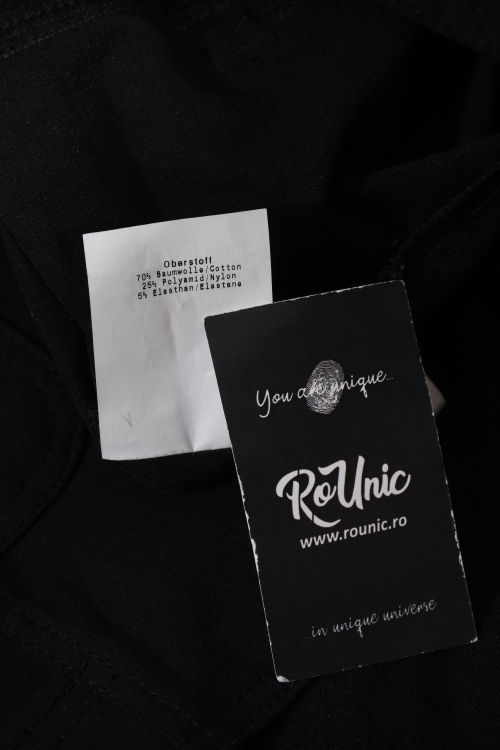 Oberstoff
70% Baumwolle/Cotton
25% Polyamid/Nylon
5% Elasthan/Elastane
You are unique...
RoUnic
www.rounic.ro
...in unique universe